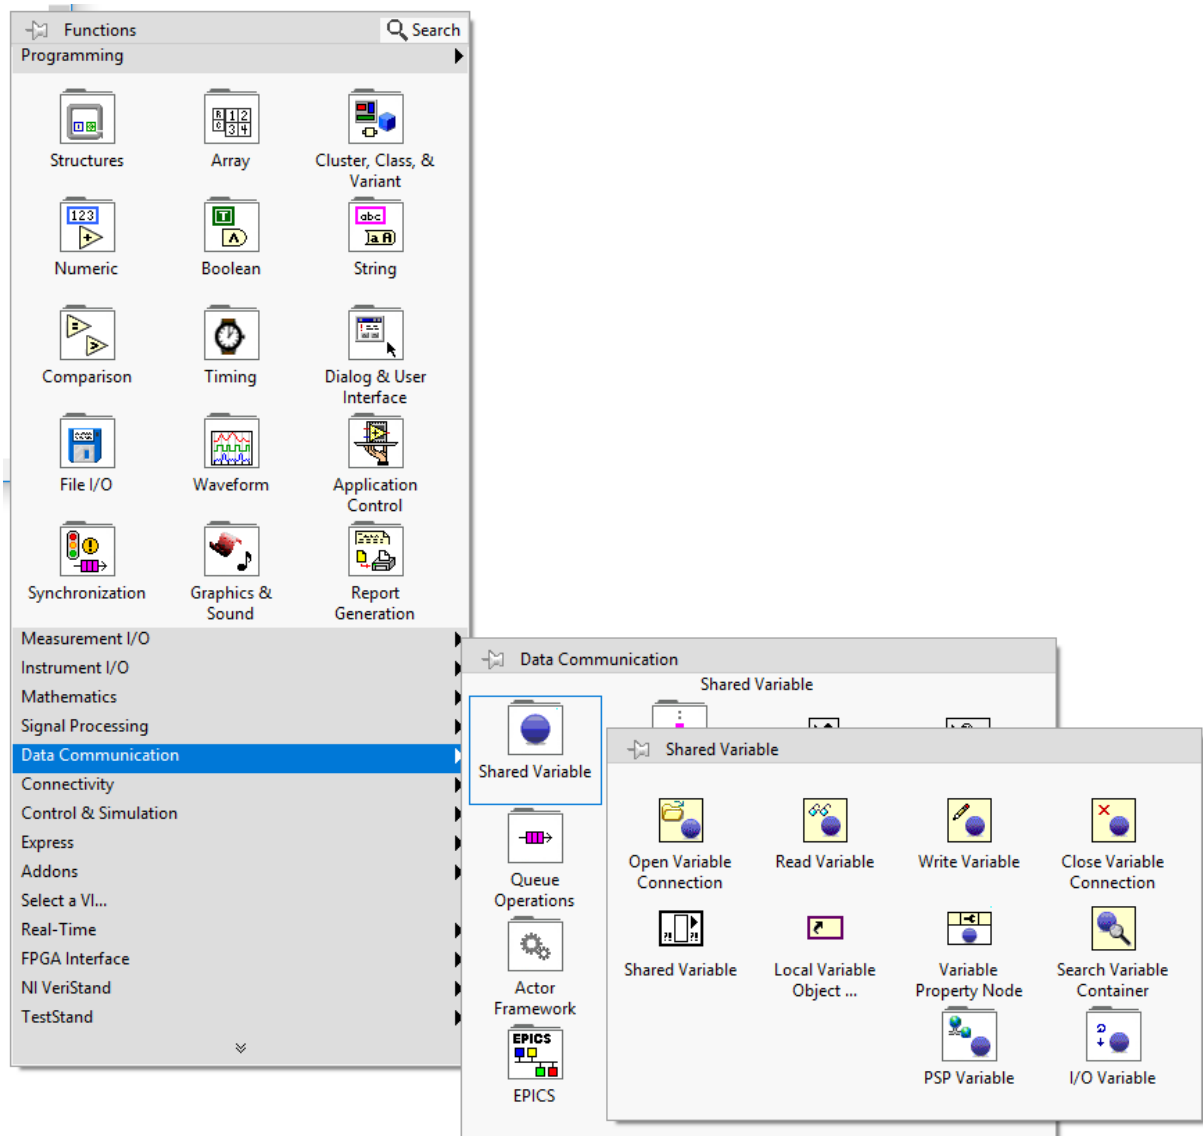 Functions
Search
Programming
Structures
Array
Cluster, Class, &
Variant
Numeric
Boolean
String
Comparison
Timing
Dialog & User
Interface
File I/O
Waveform
Application
Control
Synchronization
Graphics &
Sound
Report
Generation
Measurement I/O
Instrument I/O
Mathematics
Signal Processing
Data Communication
Connectivity
Control & Simulation
Express
Addons
Select a VI...
Real-Time
FPGA Interface
NI VeriStand
TestStand
Data Communication
Shared Variable
Shared Variable
Queue
Operations
Actor
Framework
EPICS
EPICS
Shared Variable
Open Variable
Connection
Read Variable
Write Variable
Close Variable
Connection
Shared Variable
Local Variable
Object ...
Variable
Property Node
Search Variable
Container
PSP Variable
I/O Variable